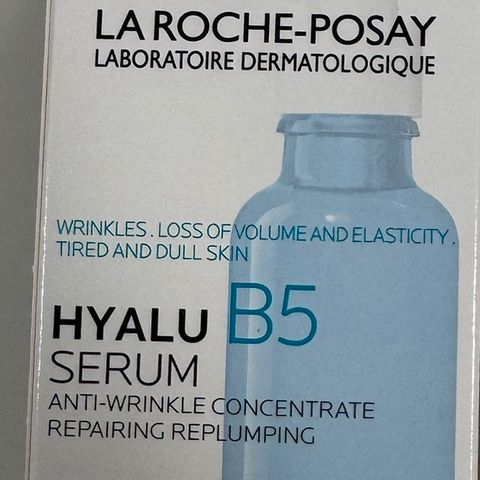 LA ROCHE-POSAY
LABORATOIRE DERMATOLOGIQUE
WRINKLES . LOSS OF VOLUME AND ELASTICITY .
TIRED AND DULL SKIN
HYALU B5
SERUM
ANTI-WRINKLE CONCENTRATE
REPAIRING REPLUMPING